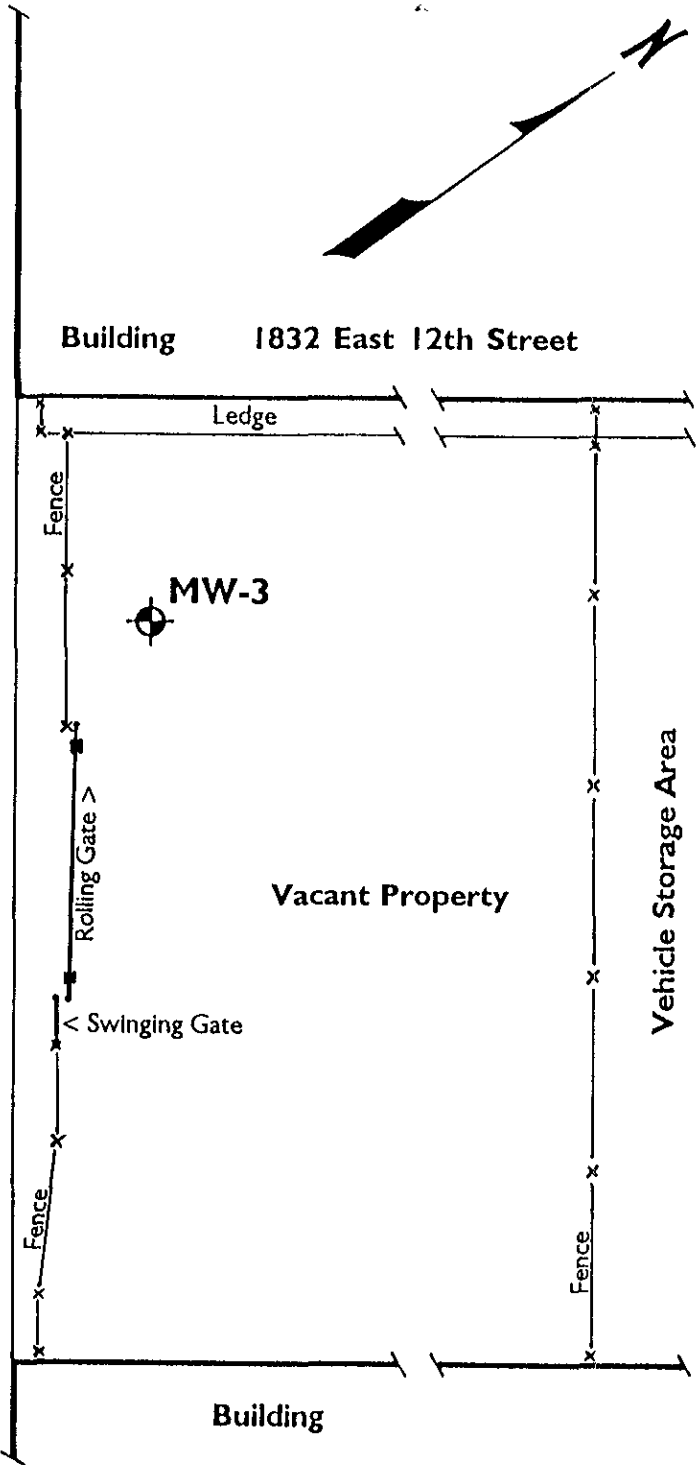 N
Building 1832 East 12th Street
Ledge
Fence
MW-3
Rolling Gate >
Vacant Property
Vehicle Storage Area
< Swinging Gate
Fence
Fence
Building